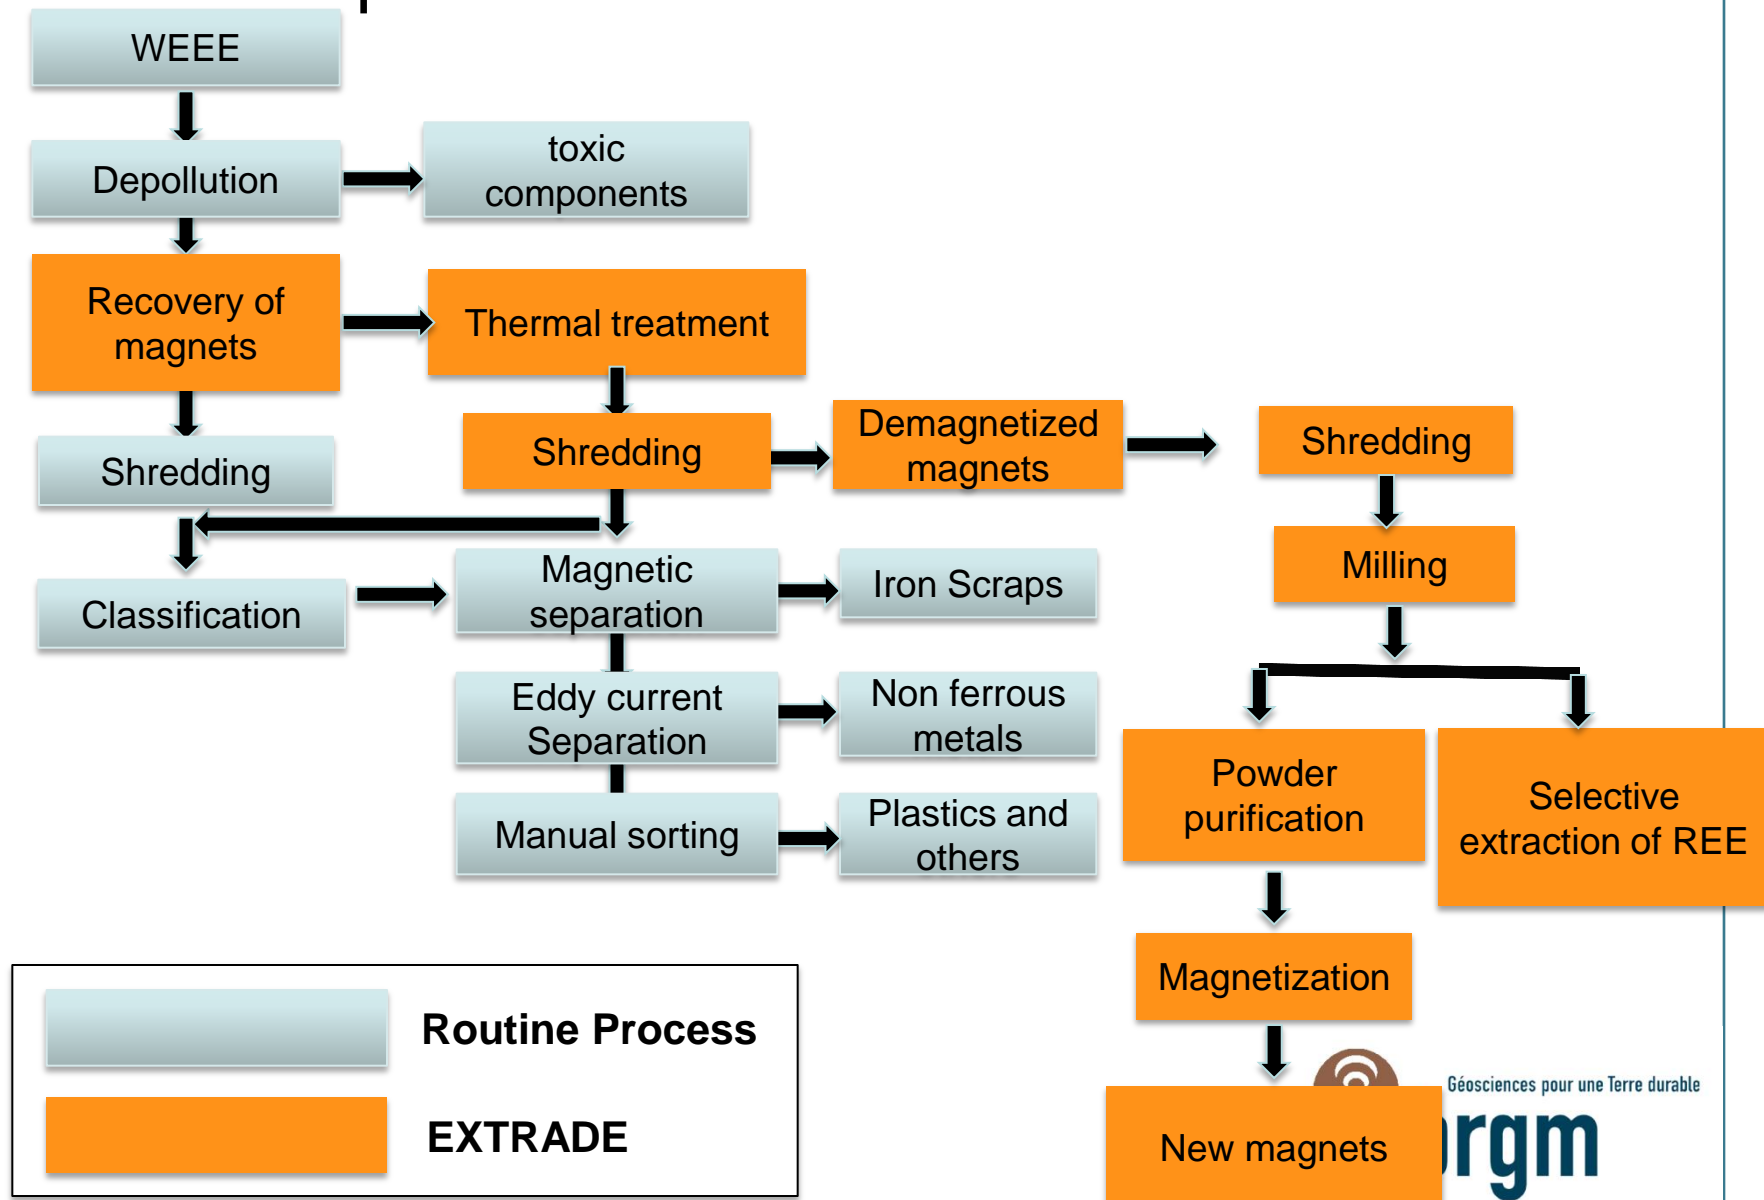 WEEE
Depollution
toxic
components
Recovery of
magnets
Thermal treatment
Shredding
Shredding
Demagnetized
magnets
Shredding
Milling
Classification
Magnetic
separation
Iron Scraps
Eddy current
Separation
Non ferrous
metals
Manual sorting
Plastics and
others
Powder
purification
Selective
extraction of REE
Magnetization
New magnets
Routine Process
EXTRADE
Géosciences pour une Terre durable
rgm